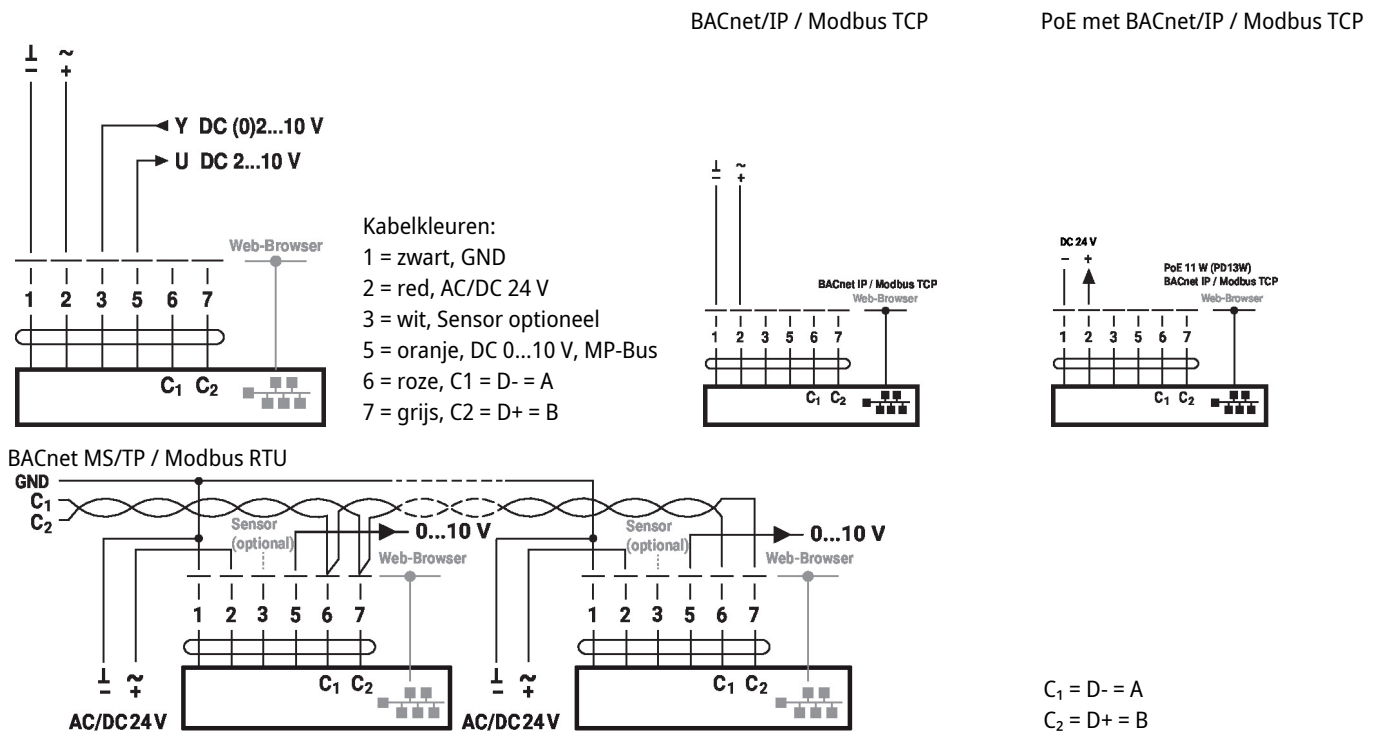 BACnet/IP / Modbus TCP
PoE met BACnet/IP / Modbus TCP
⊥ ~
− +
Y DC (0)2...10 V
U DC 2...10 V
Web-Browser
1 2 3 5 6 7
C₁ C₂
Kabelkleuren:
1 = zwart, GND
2 = red, AC/DC 24 V
3 = wit, Sensor optioneel
5 = oranje, DC 0...10 V, MP-Bus
6 = roze, C1 = D- = A
7 = grijs, C2 = D+ = B
⊥ ~
− +
BACnet IP / Modbus TCP
Web-Browser
1 2 3 5 6 7
C₁ C₂
DC 24 V
− +
PoE 11 W (PD13W)
BACnet IP / Modbus TCP
Web-Browser
1 2 3 5 6 7
C₁ C₂
BACnet MS/TP / Modbus RTU
GND
C₁
C₂
Sensor
(optional)
0...10 V
Web-Browser
1 2 3 5 6 7
C₁ C₂
⊥ ~
− +
AC/DC 24 V
Sensor
(optional)
0...10 V
Web-Browser
1 2 3 5 6 7
C₁ C₂
⊥ ~
− +
AC/DC 24 V
C₁ = D- = A
C₂ = D+ = B